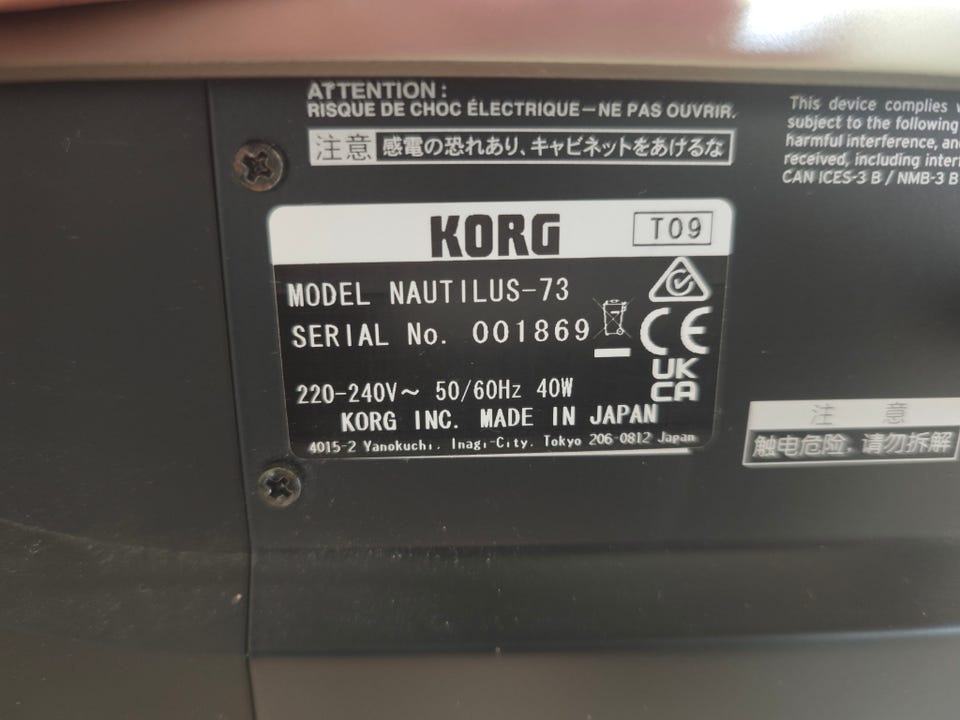 ATTENTION :
RISQUE DE CHOC ÉLECTRIQUE—NE PAS OUVRIR.
注意 感電の恐れあり、キャビネットをあけるな
This device complies
subject to the following
harmful interference, an
received, including inter
CAN ICES-3 B / NMB-3 B
KORG T09
MODEL NAUTILUS-73
SERIAL No. 001869
CE
UK
CA
220-240V~ 50/60Hz 40W
KORG INC. MADE IN JAPAN
4015-2 Yanokuchi. Inagi-City. Tokyo 206-0812 Japan
注 意
触电危险，请勿拆解